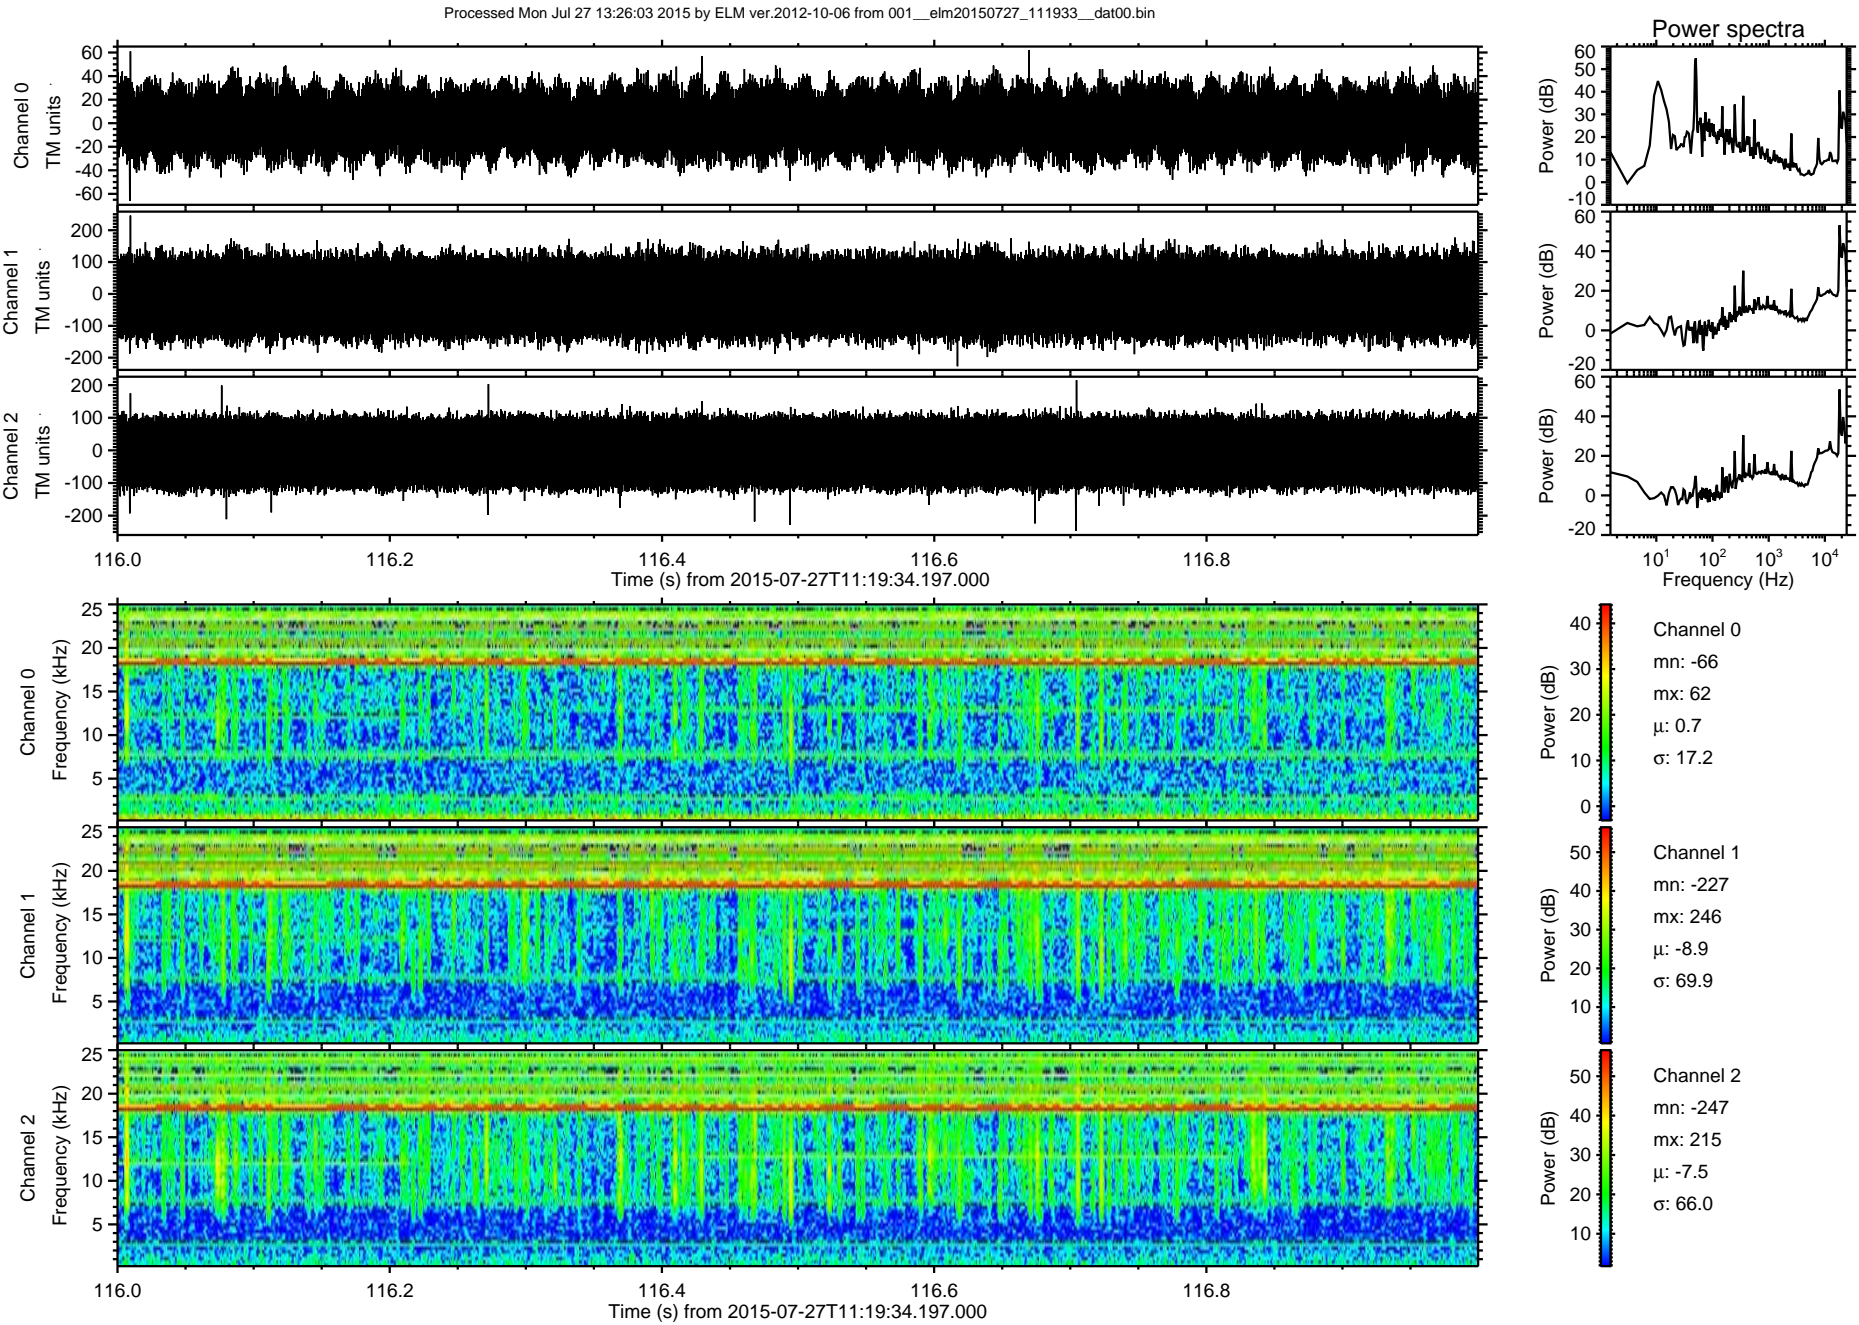 Processed Mon Jul 27 13:26:03 2015 by ELM ver.2012-10-06 from 001__elm20150727_111933__dat00.bin
Power spectra
Channel 0
TM units
60
40
20
0
-20
-40
-60
Power (dB)
60
50
40
30
20
10
0
-10
Channel 1
TM units
200
100
0
-100
-200
Power (dB)
60
40
20
0
-20
Channel 2
TM units
200
100
0
-100
-200
Power (dB)
60
40
20
0
-20
116.0 116.2 116.4 116.6 116.8
Time (s) from 2015-07-27T11:19:34.197.000
10¹ 10² 10³ 10⁴
Frequency (Hz)
Channel 0
Frequency (kHz)
25
20
15
10
5
Power (dB)
40
30
20
10
0
Channel 0
mn: -66
mx: 62
μ: 0.7
σ: 17.2
Channel 1
Frequency (kHz)
25
20
15
10
5
Power (dB)
50
40
30
20
10
Channel 1
mn: -227
mx: 246
μ: -8.9
σ: 69.9
Channel 2
Frequency (kHz)
25
20
15
10
5
Power (dB)
50
40
30
20
10
Channel 2
mn: -247
mx: 215
μ: -7.5
σ: 66.0
116.0 116.2 116.4 116.6 116.8
Time (s) from 2015-07-27T11:19:34.197.000